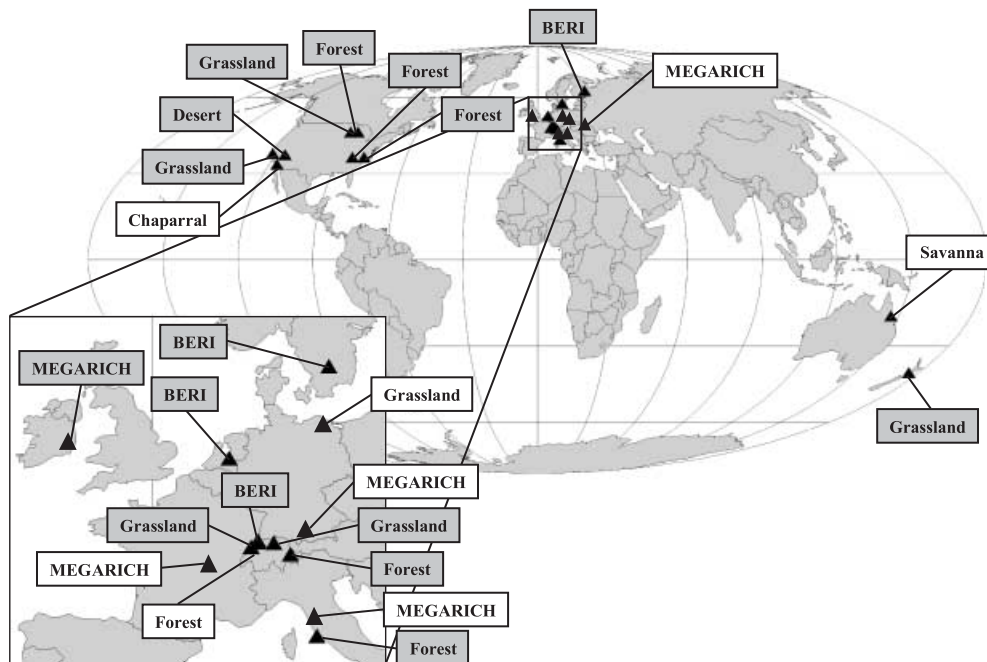 BERI
Forest
Grassland
Forest
MEGARICH
Desert
Forest
Grassland
Chaparral
Savanna
BERI
MEGARICH
Grassland
BERI
Grassland
MEGARICH
BERI
Grassland
Grassland
MEGARICH
Forest
Forest
MEGARICH
Forest